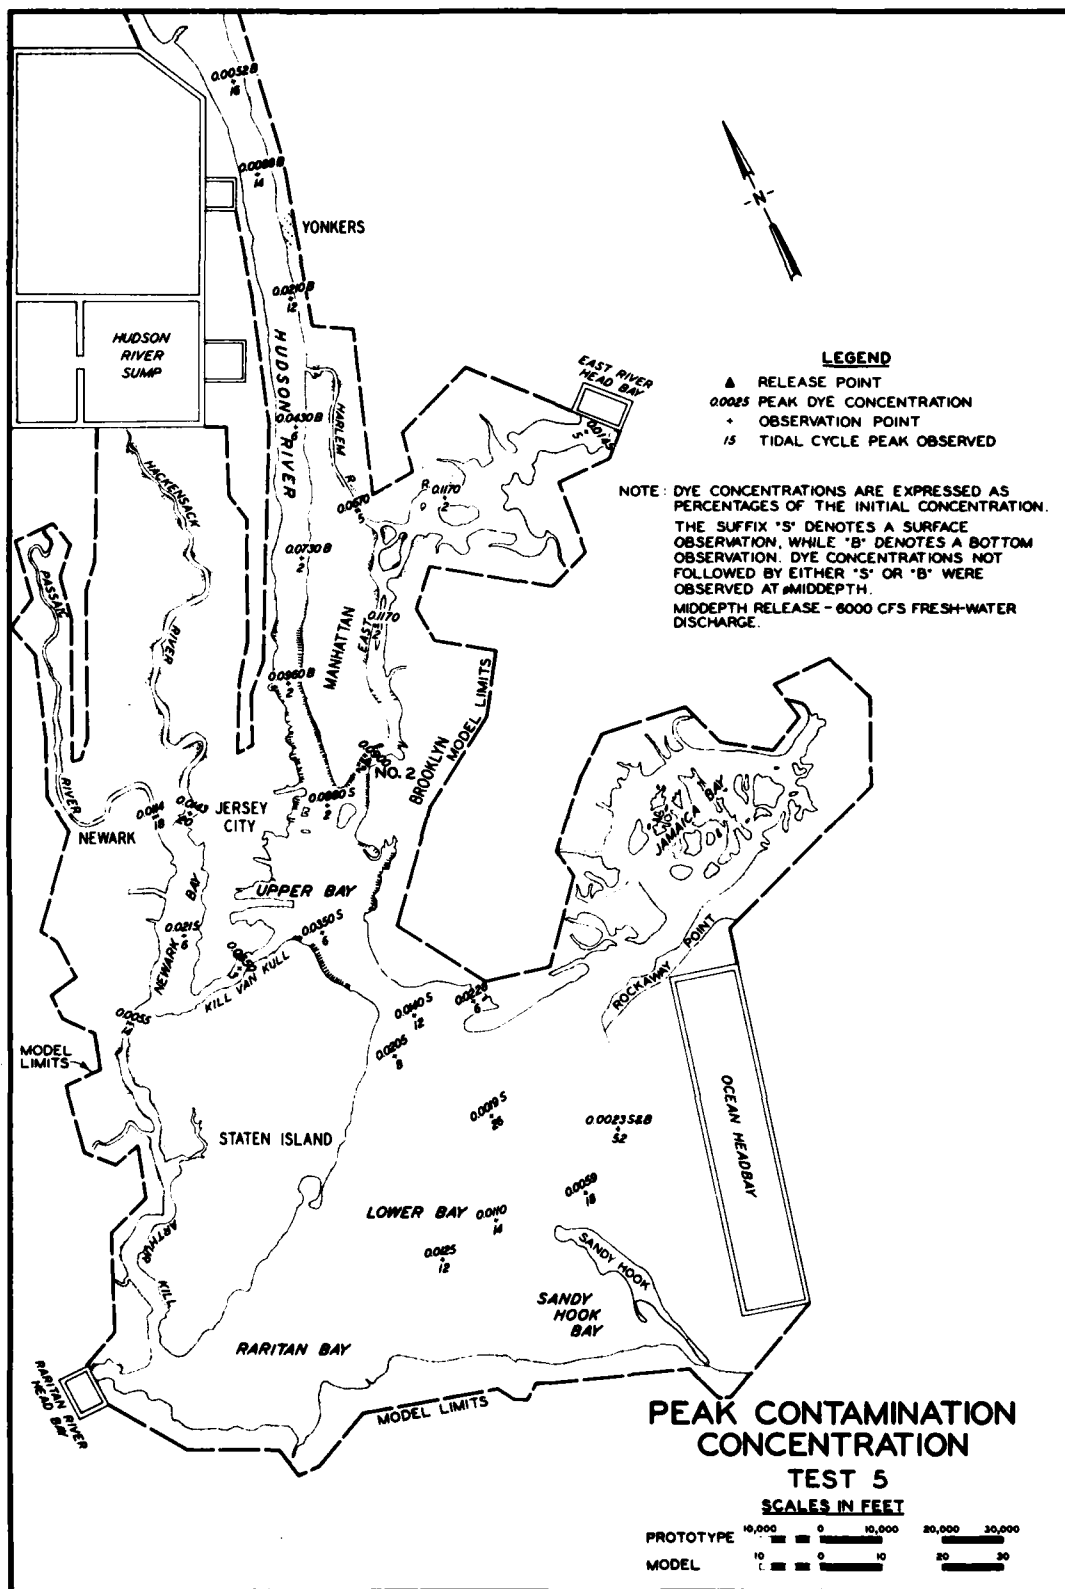 0.0052 B
16
0.0088 B
14
YONKERS
0.0210 B
12
HUDSON
RIVER
SUMP
HUDSON RIVER
HARLEM
R.
EAST RIVER
HEAD BAY
0.0145
S
LEGEND
RELEASE POINT
0.0025 PEAK DYE CONCENTRATION
+ OBSERVATION POINT
15 TIDAL CYCLE PEAK OBSERVED
0.0430 B
HACKENSACK
RIVER
0.0670
5
R.
0.1170
2
NOTE: DYE CONCENTRATIONS ARE EXPRESSED AS
PERCENTAGES OF THE INITIAL CONCENTRATION.
THE SUFFIX "S" DENOTES A SURFACE
OBSERVATION, WHILE "B" DENOTES A BOTTOM
OBSERVATION. DYE CONCENTRATIONS NOT
FOLLOWED BY EITHER "S" OR "B" WERE
OBSERVED AT MIDDEPTH.
MIDDEPTH RELEASE - 6000 CFS FRESH-WATER
DISCHARGE.
0.0730 B
2
PASSAIC
RIVER
0.1170
EAST
MANHATTAN
0.0960 B
2
BROOKLYN
MODEL LIMITS
NO. 2
0.0860 S
2
JERSEY
CITY
0.0143
20
18
NEWARK
JAMAICA BAY
UPPER BAY
0.0350 S
6
0.0215
6
NEWARK
BAY
KILL VAN KULL
0.0055
ROCKAWAY POINT
0.0226
6
0.0140 S
12
0.0205
8
MODEL
LIMITS
OCEAN HEADBAY
0.0019 S
26
0.0023 S&B
52
STATEN ISLAND
0.0059
18
LOWER BAY
0.0110
14
0.0125
12
ARTHUR
KILL
SANDY HOOK
SANDY
HOOK
BAY
RARITAN BAY
RARITAN RIVER
HEAD BAY
MODEL LIMITS
PEAK CONTAMINATION
CONCENTRATION
TEST 5
SCALES IN FEET
PROTOTYPE 10,000 0 10,000 20,000 30,000
MODEL 10 0 10 20 30
N